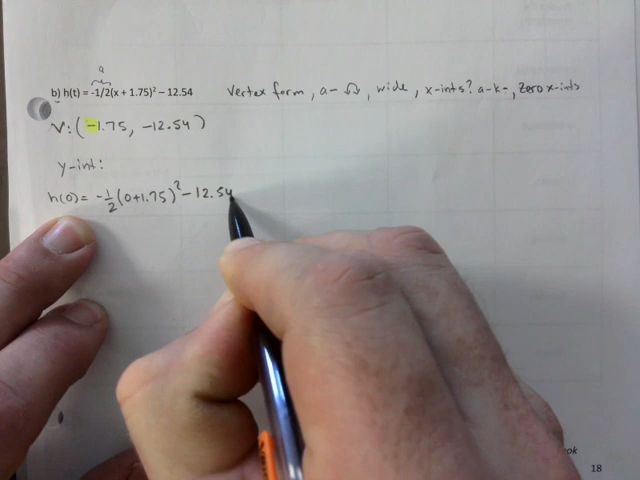 a
b) h(t) = -1/2(x + 1.75)² – 12.54 Vertex form, a-, wide, x-ints? a- k-, zero x-ints
V: (-1.75, -12.54)
y-int:
h(0) = -1/2(0+1.75)² - 12.54
ok
18